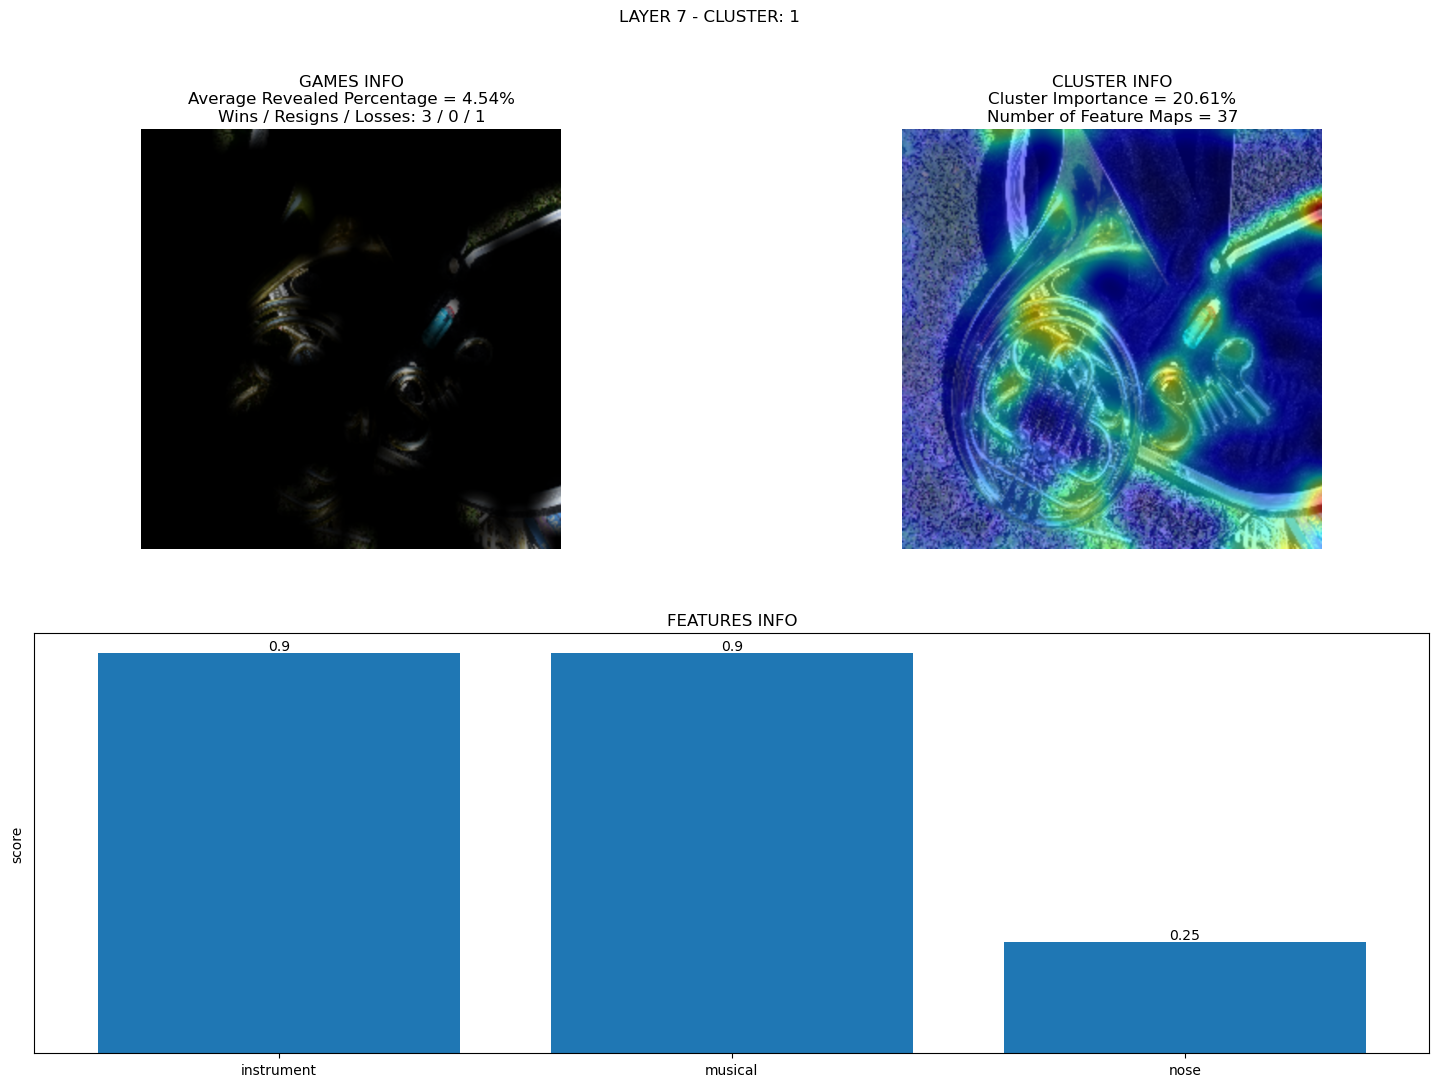 LAYER 7 - CLUSTER: 1
GAMES INFO
Average Revealed Percentage = 4.54%
Wins / Resigns / Losses: 3 / 0 / 1
CLUSTER INFO
Cluster Importance = 20.61%
Number of Feature Maps = 37
FEATURES INFO
score
0.9
0.9
0.25
instrument
musical
nose